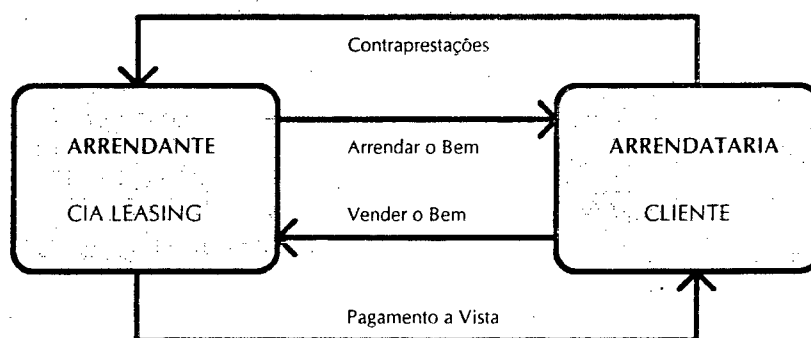 Contraprestações
ARRENDANTE
CIA LEASING
Arrendar o Bem
Vender o Bem
ARRENDATARIA
CLIENTE
Pagamento a Vista